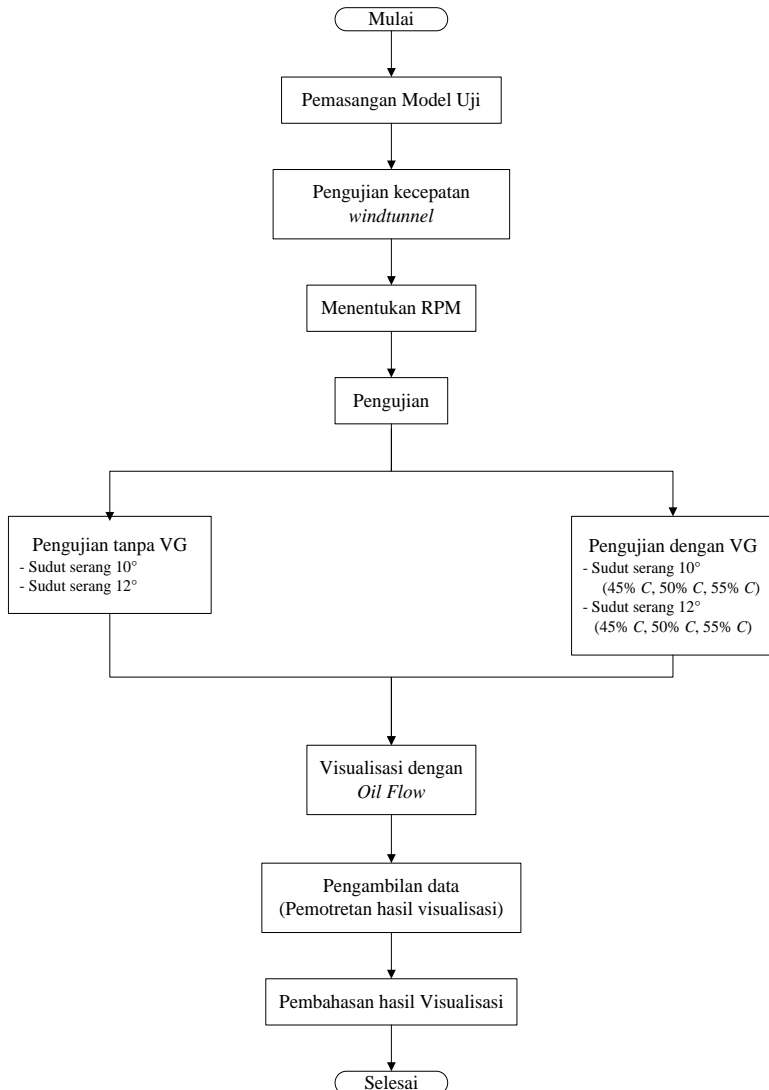 Mulai
Pemasangan Model Uji
Pengujian kecepatan
windtunnel
Menentukan RPM
Pengujian
Pengujian tanpa VG
- Sudut serang 10°
- Sudut serang 12°
Pengujian dengan VG
- Sudut serang 10°
(45% C, 50% C, 55% C)
- Sudut serang 12°
(45% C, 50% C, 55% C)
Visualisasi dengan
Oil Flow
Pengambilan data
(Pemotretan hasil visualisasi)
Pembahasan hasil Visualisasi
Selesai